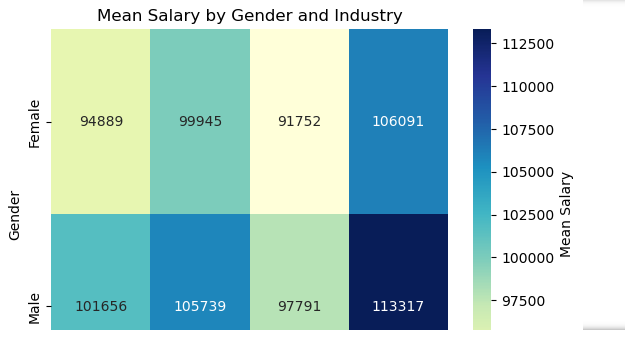 Mean Salary by Gender and Industry
Female
94889 99945 91752 106091
Gender
Male
101656 105739 97791 113317
112500
110000
107500
105000
102500
100000
97500
Mean Salary